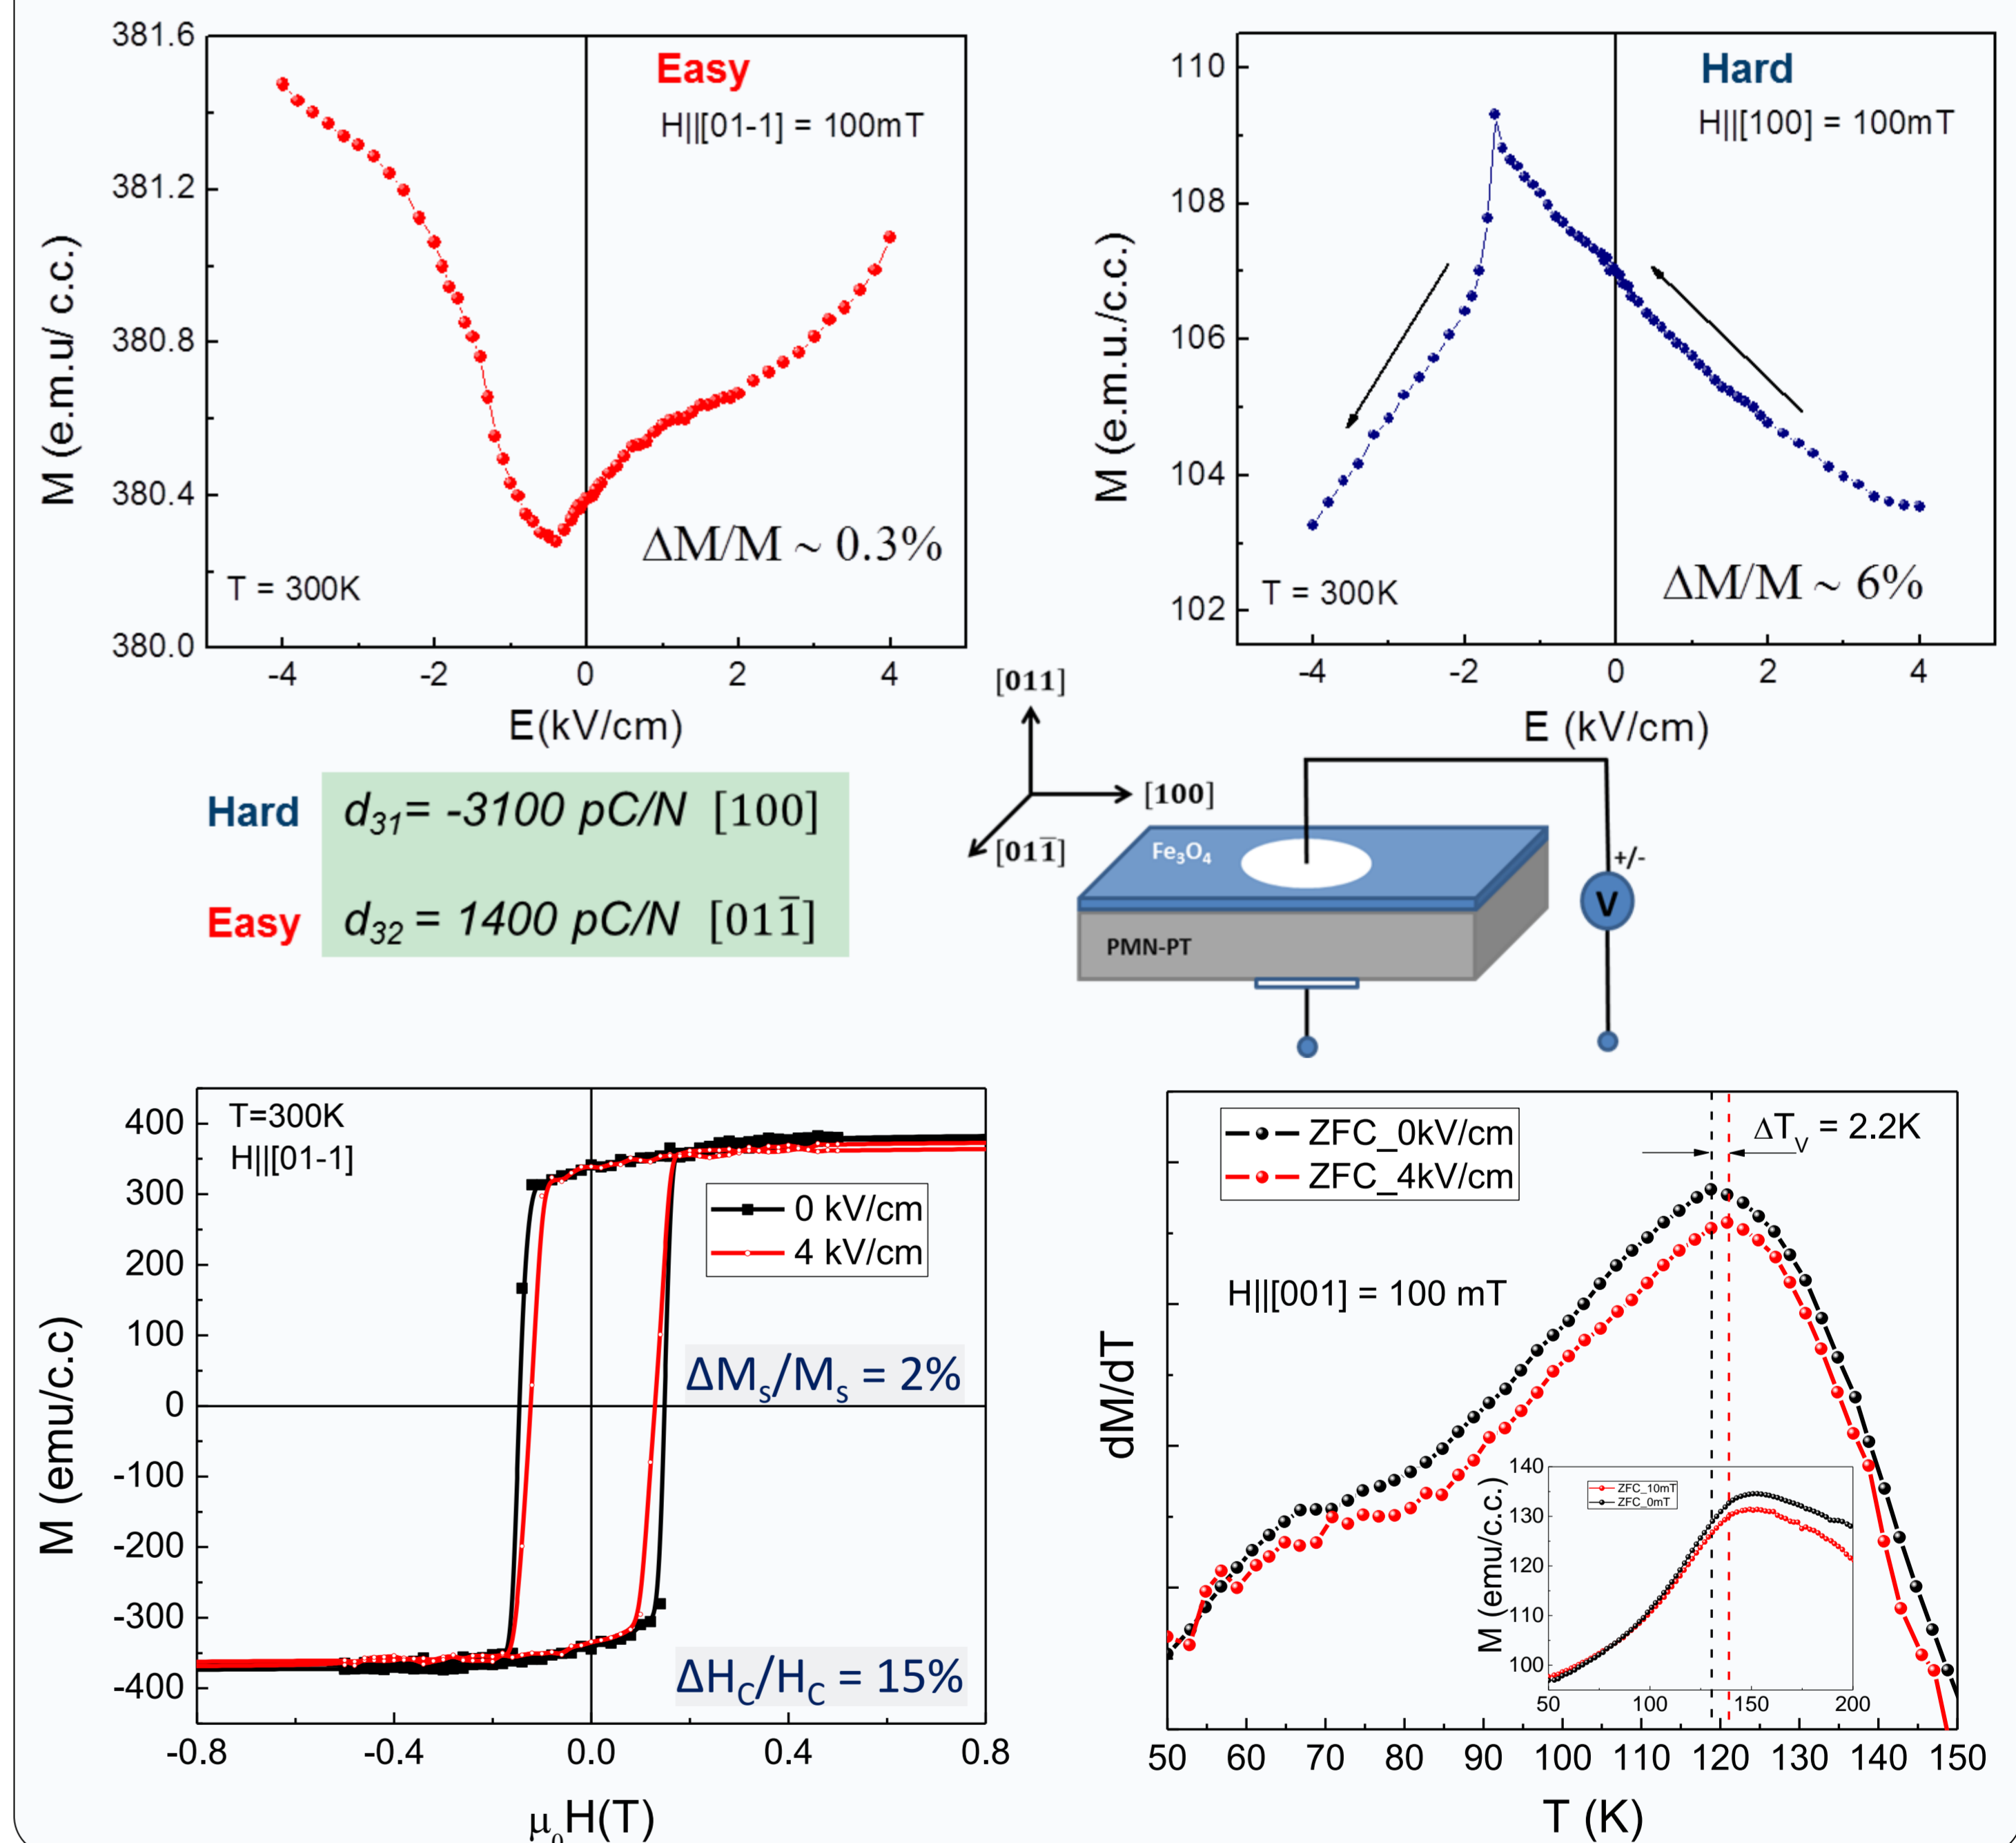 Easy
H||[01-1] = 100mT
381.6
381.2
380.8
380.4
380.0
M (e.m.u/ c.c.)
ΔM/M ~ 0.3%
T = 300K
-4 -2 0 2 4
E(kV/cm)
Hard
H||[100] = 100mT
110
108
106
104
102
M (e.m.u./c.c.)
ΔM/M ~ 6%
T = 300K
-4 -2 0 2 4
E (kV/cm)
Hard d₃₁= -3100 pC/N [100]
Easy d₃₂ = 1400 pC/N [011̅]
[011]
[100]
[011̅]
Fe₃O₄
PMN-PT
+/-
V
T=300K
H||[01-1]
400
300
200
100
0
-100
-200
-300
-400
M (emu/c.c)
0 kV/cm
4 kV/cm
ΔMₛ/Mₛ = 2%
ΔH_C/H_C = 15%
-0.8 -0.4 0.0 0.4 0.8
μ₀H(T)
ZFC_0kV/cm
ZFC_4kV/cm
ΔT_V = 2.2K
H||[001] = 100 mT
dM/dT
140
130
120
110
100
M (emu/c.c.)
ZFC_10mT
ZFC_0mT
50 100 150 200
50 60 70 80 90 100 110 120 130 140 150
T (K)